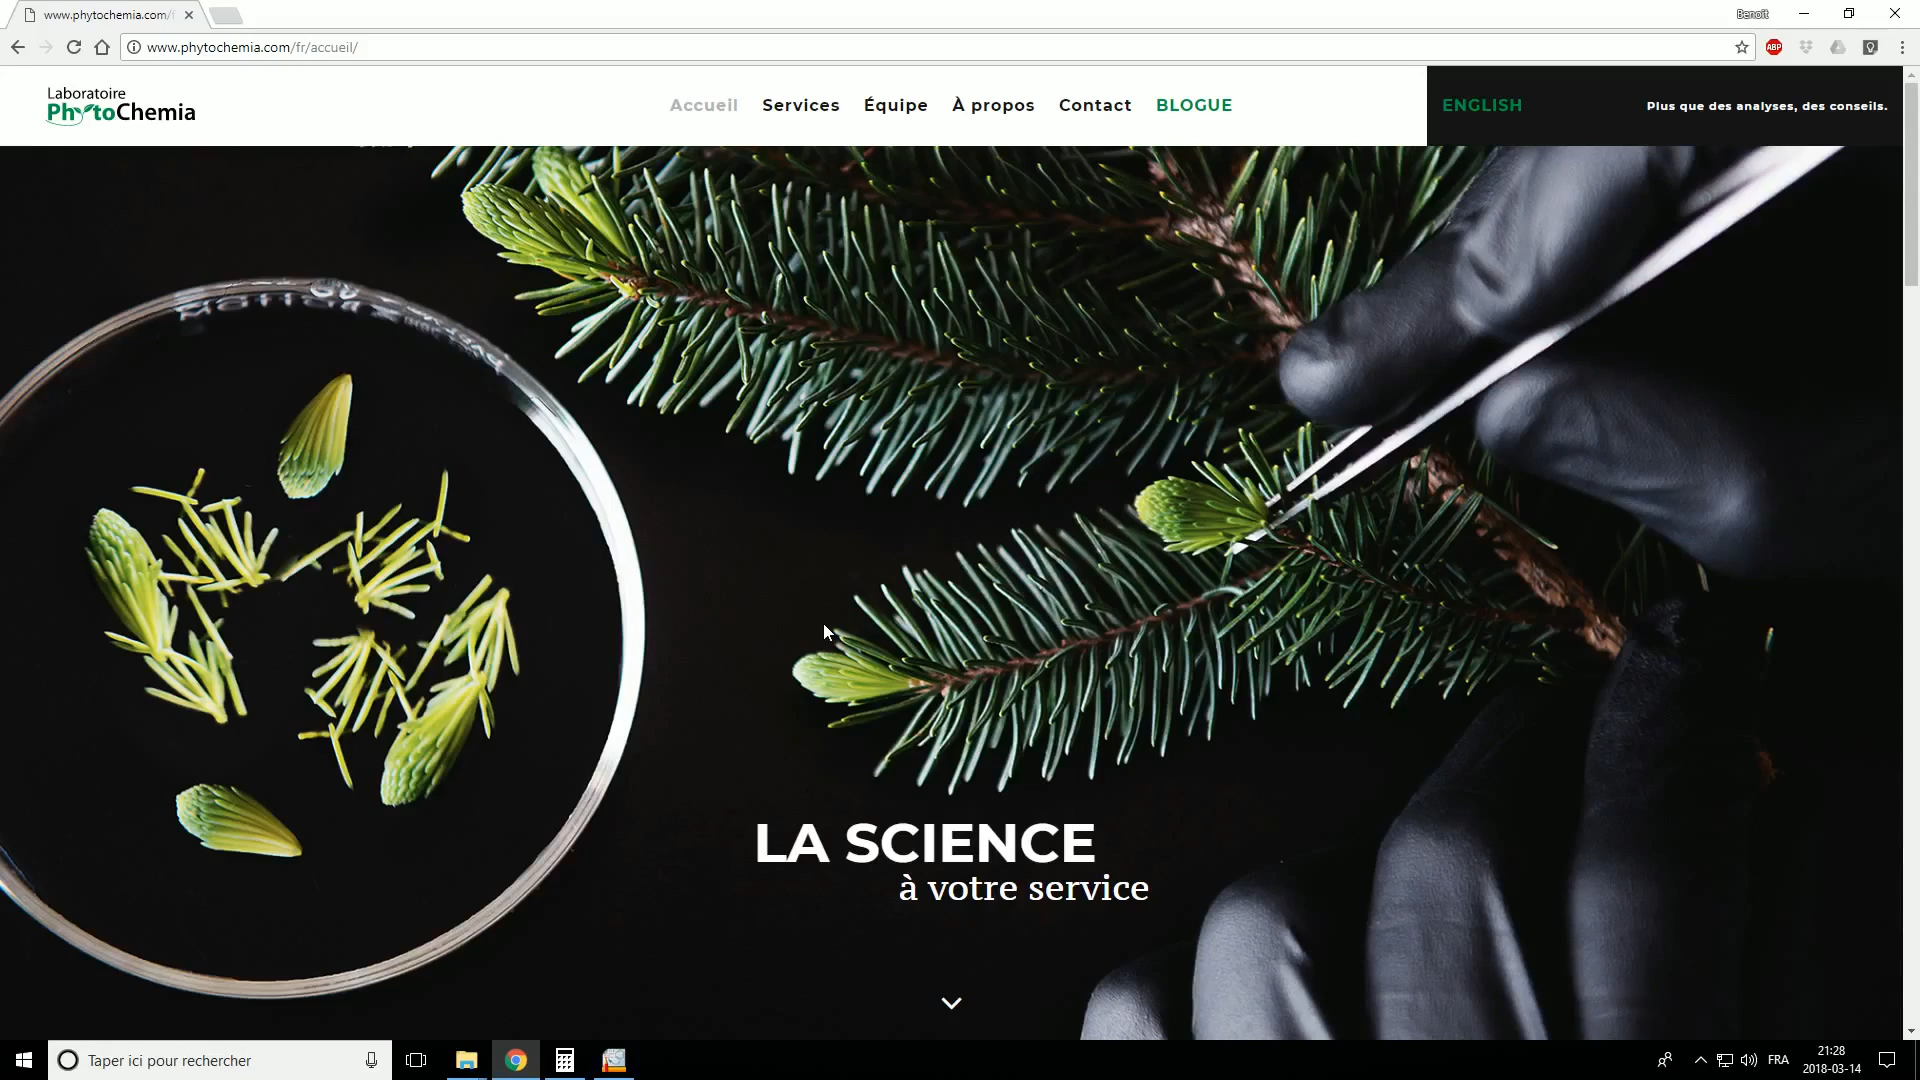 www.phytochemia.com/f
Benoit
www.phytochemia.com/fr/accueil/
ABP
Laboratoire
PhytoChemia
Accueil Services Équipe À propos Contact BLOGUE
ENGLISH
Plus que des analyses, des conseils.
LA SCIENCE
à votre service
Taper ici pour rechercher
FRA
21:28
2018-03-14